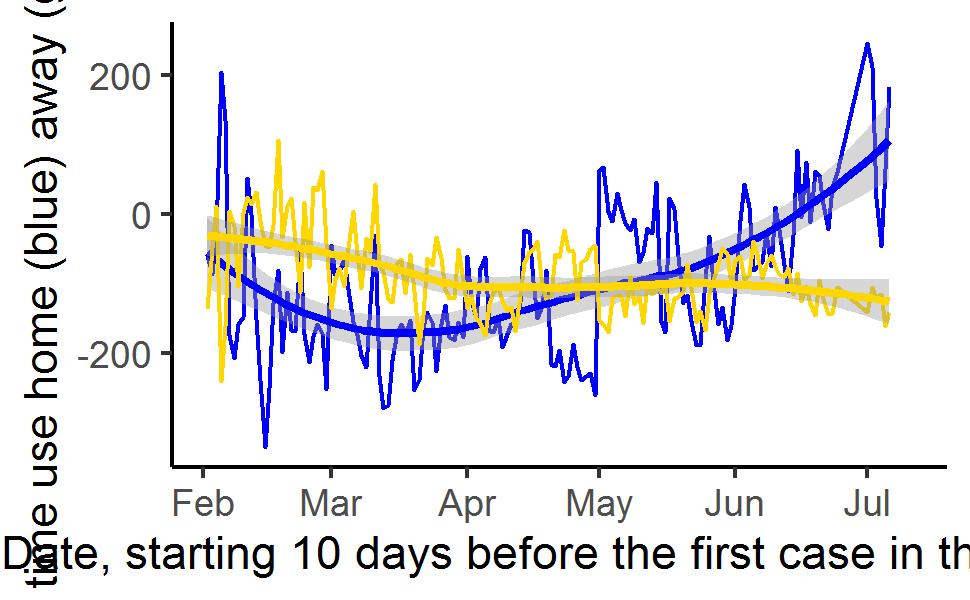 time use home (blue) away (
200
0
-200
Feb Mar Apr May Jun Jul
Date, starting 10 days before the first case in th